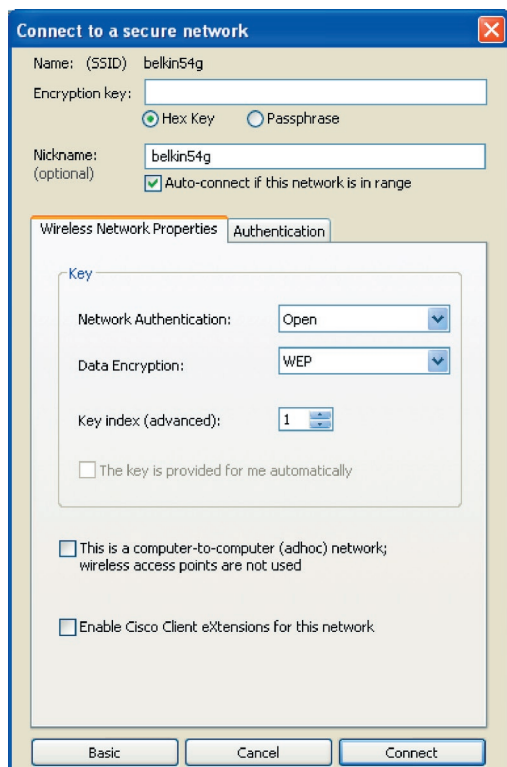 Connect to a secure network
Name: (SSID) belkin54g
Encryption key:
Hex Key Passphrase
Nickname: belkin54g
(optional)
Auto-connect if this network is in range
Wireless Network Properties Authentication
Key
Network Authentication: Open
Data Encryption: WEP
Key index (advanced): 1
The key is provided for me automatically
This is a computer-to-computer (adhoc) network;
wireless access points are not used
Enable Cisco Client eXtensions for this network
Basic Cancel Connect